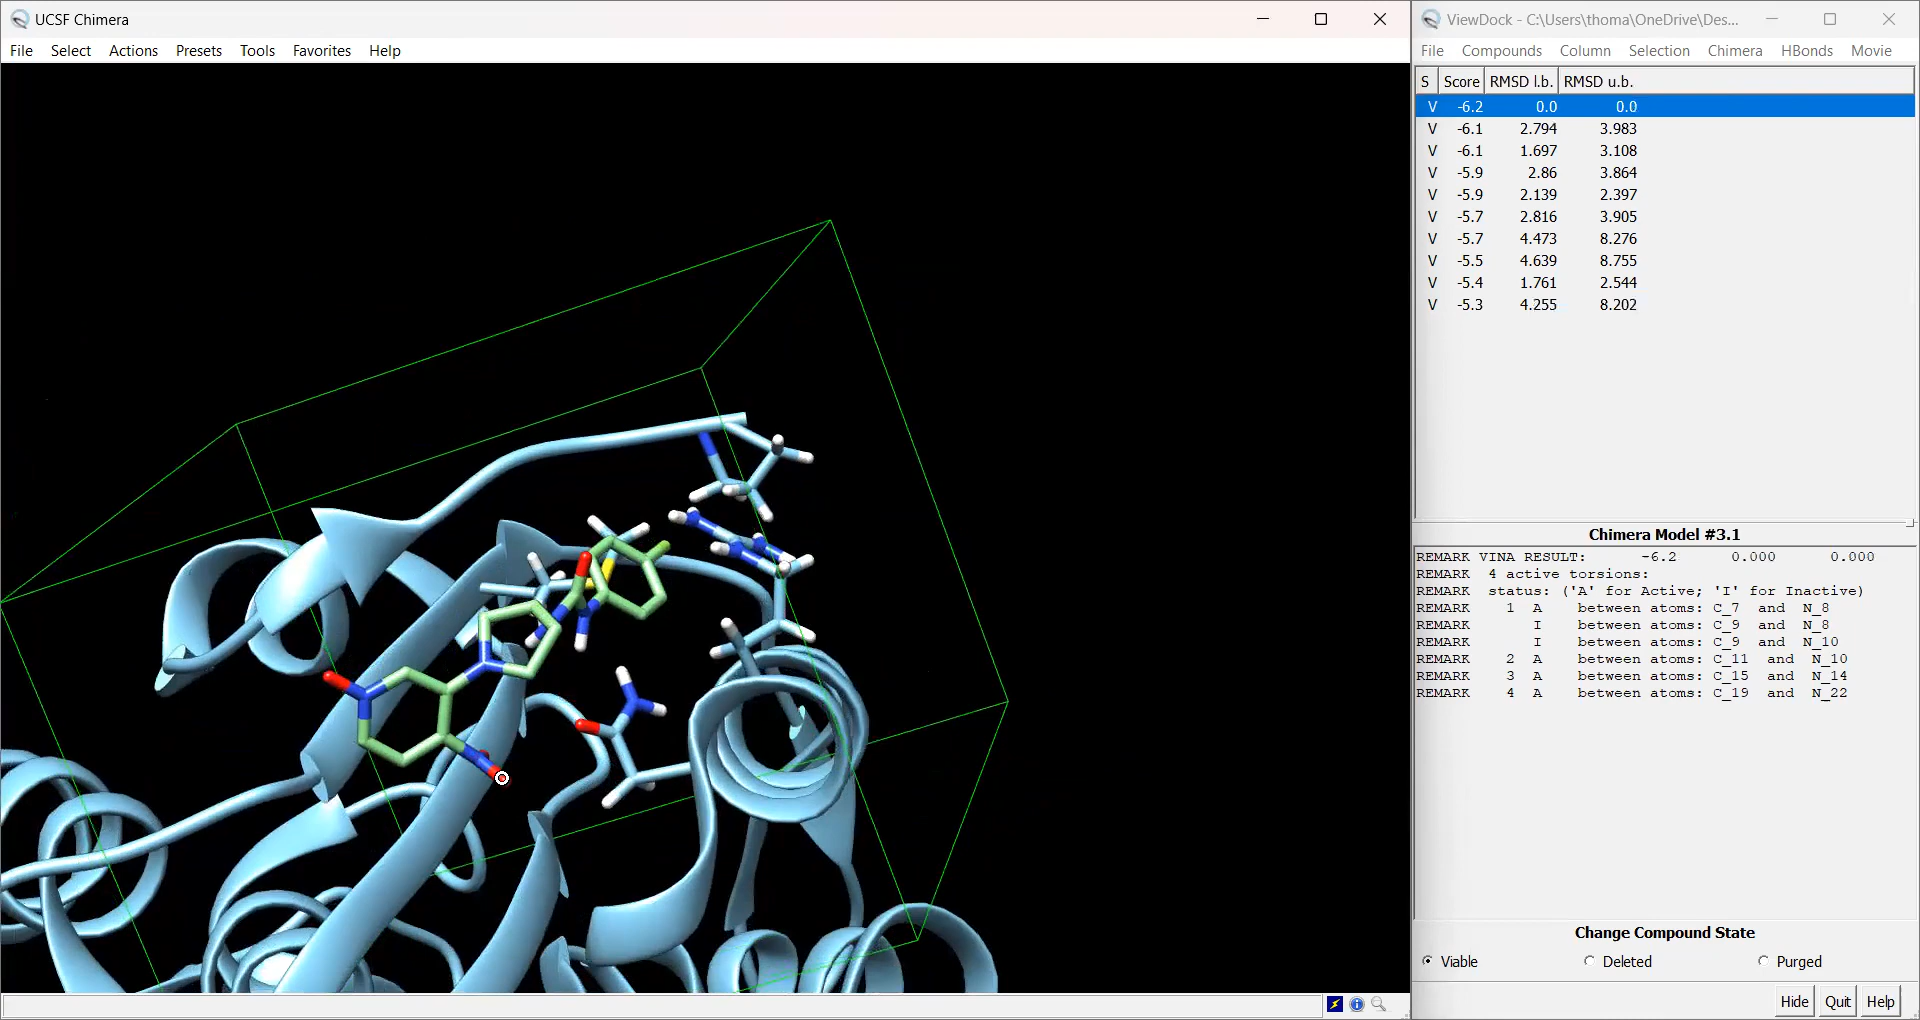 UCSF Chimera
File Select Actions Presets Tools Favorites Help
ViewDock - C:\Users\thoma\OneDrive\Des...
File Compounds Column Selection Chimera HBonds Movie
S Score RMSD l.b. RMSD u.b.
V -6.2 0.0 0.0
V -6.1 2.794 3.983
V -6.1 1.697 3.108
V -5.9 2.86 3.864
V -5.9 2.139 2.397
V -5.7 2.816 3.905
V -5.7 4.473 8.276
V -5.5 4.639 8.755
V -5.4 1.761 2.544
V -5.3 4.255 8.202
Chimera Model #3.1
REMARK VINA RESULT: -6.2 0.000 0.000
REMARK 4 active torsions:
REMARK status: ('A' for Active; 'I' for Inactive)
REMARK 1 A between atoms: C_7 and N_8
REMARK I between atoms: C_9 and N_8
REMARK I between atoms: C_9 and N_10
REMARK 2 A between atoms: C_11 and N_10
REMARK 3 A between atoms: C_15 and N_14
REMARK 4 A between atoms: C_19 and N_22
Change Compound State
Viable Deleted Purged
Hide Quit Help